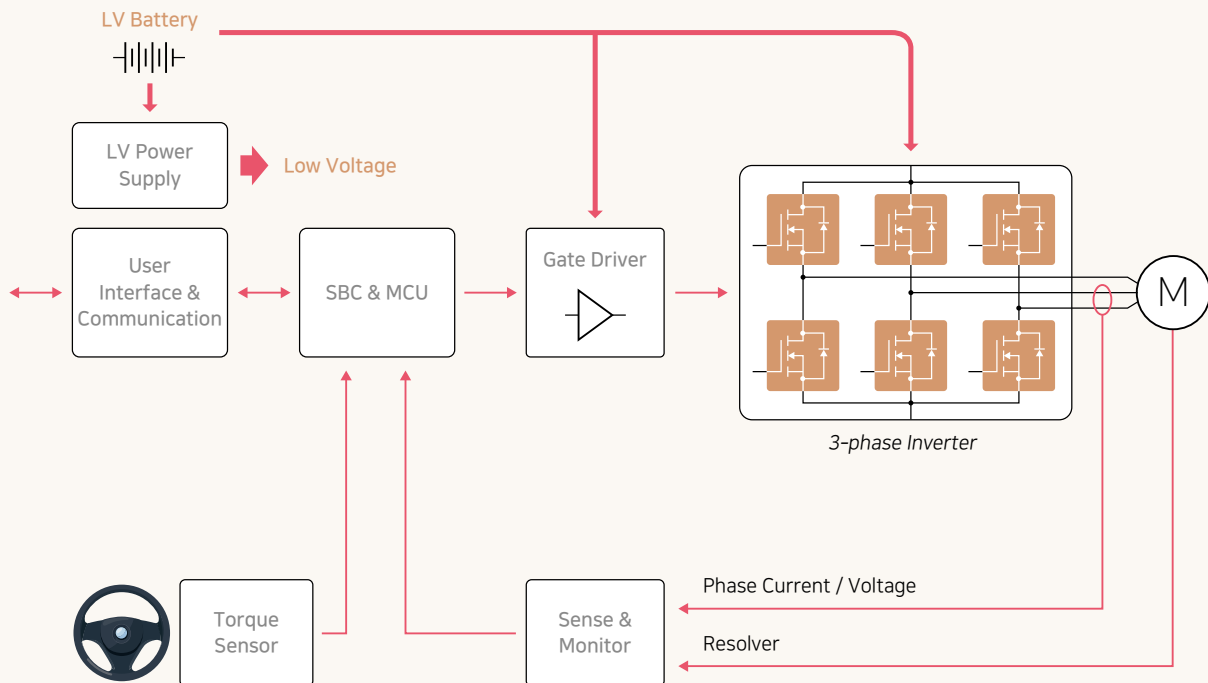 LV Battery
LV Power
Supply
Low Voltage
User
Interface &
Communication
SBC & MCU
Gate Driver
M
3-phase Inverter
Phase Current / Voltage
Torque
Sensor
Sense &
Monitor
Resolver